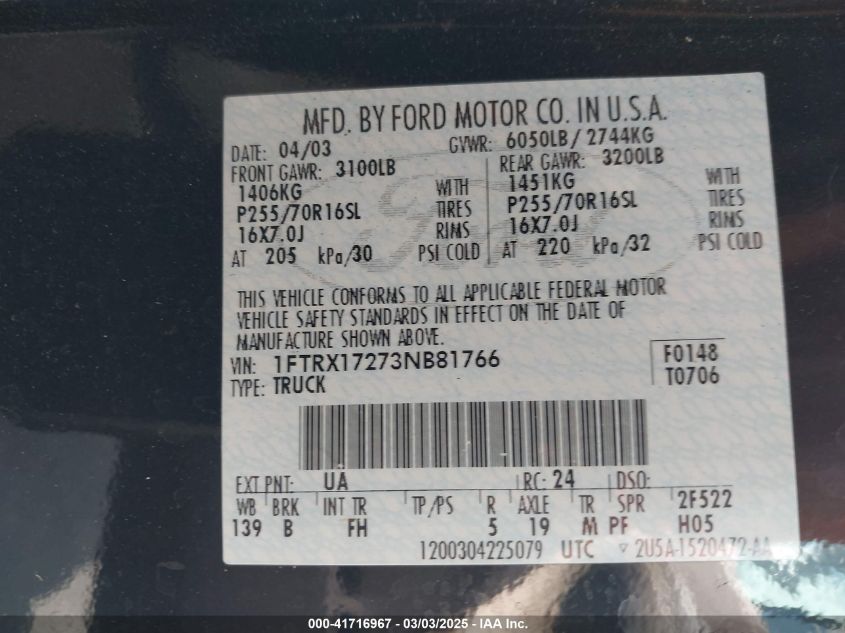 MFD. BY FORD MOTOR CO. IN U.S.A.
DATE: 04/03 GVWR: 6050LB/ 2744KG
FRONT GAWR: 3100LB REAR GAWR: 3200LB
1406KG WITH 1451KG WITH
P255/70R16SL TIRES P255/70R16SL TIRES
16X7.0J RIMS 16X7.0J RIMS
AT 205 kPa/30 PSI COLD AT 220 kPa/32 PSI COLD
THIS VEHICLE CONFORMS TO ALL APPLICABLE FEDERAL MOTOR
VEHICLE SAFETY STANDARDS IN EFFECT ON THE DATE OF
MANUFACTURE SHOWN ABOVE.
VIN: 1FTRX17273NB81766 F0148
TYPE: TRUCK T0706
EXT PNT: UA RC: 24 DSO:
WB BRK INT TR TP/PS R AXLE TR SPR 2F522
139 B FH 5 19 M PF H05
1200304225079 UTC ▽ 2U5A-1520472-AA
000-41716967 - 03/03/2025 - IAA Inc.